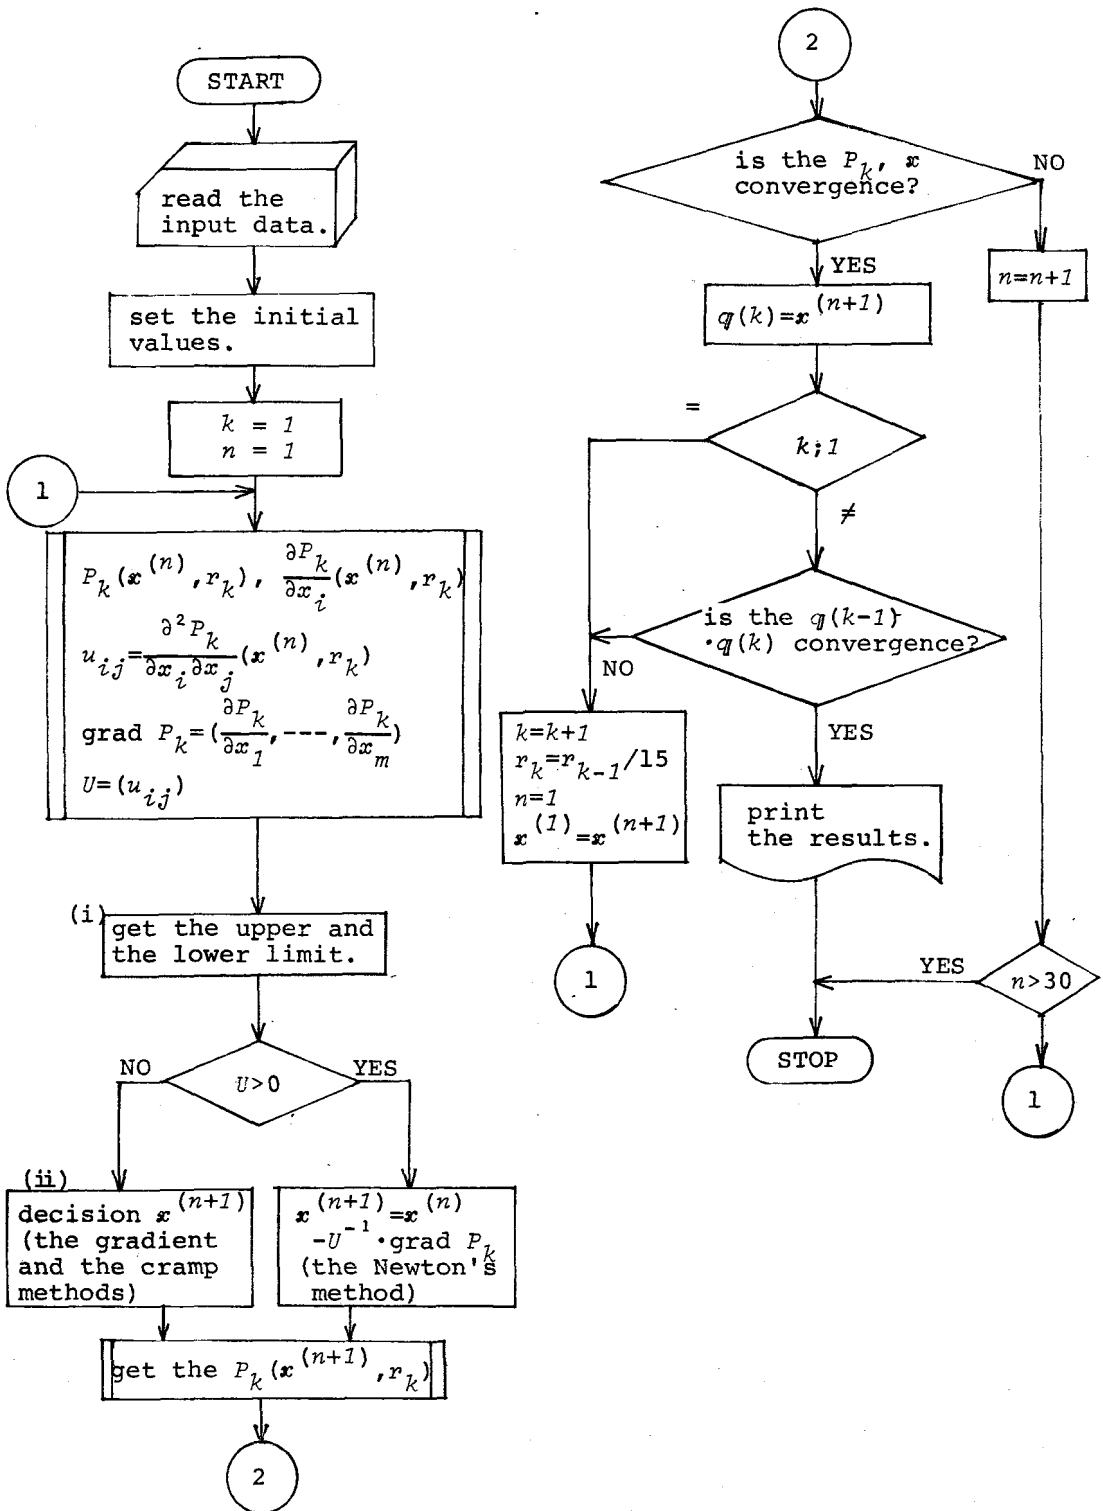 START
read the
input data.
set the initial
values.
k = 1
n = 1
1
P_k(x^(n),r_k), ∂P_k/∂x_i(x^(n),r_k)
u_ij=∂²P_k/∂x_i∂x_j(x^(n),r_k)
grad P_k=(∂P_k/∂x_1,---,∂P_k/∂x_m)
U=(u_ij)
(i)
get the upper and
the lower limit.
NO
U>0
YES
(ii)
decision x^(n+1)
(the gradient
and the cramp
methods)
x^(n+1)=x^(n)
-U^-1·grad P_k
(the Newton's
method)
get the P_k(x^(n+1),r_k)
2
2
is the P_k, x
convergence?
NO
YES
n=n+1
q(k)=x^(n+1)
=
k;1
≠
is the q(k-1)
·q(k) convergence?
NO
YES
k=k+1
r_k=r_k-1/15
n=1
x^(1)=x^(n+1)
1
print
the results.
YES
n>30
STOP
1